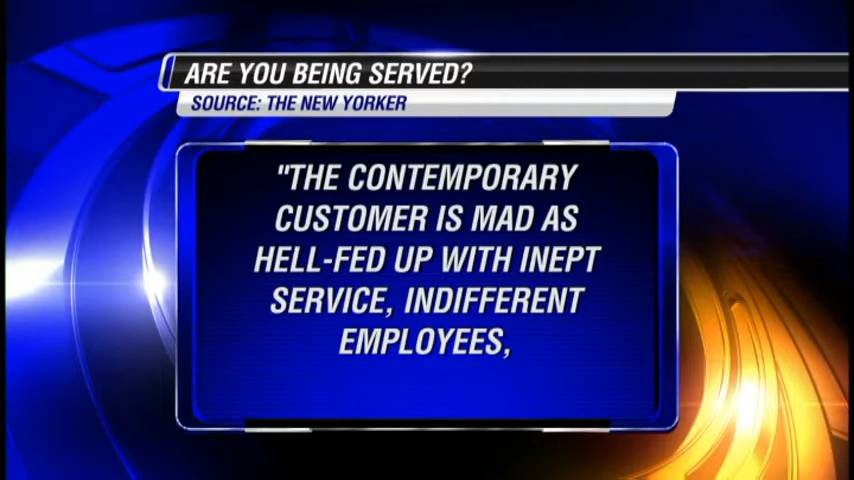 ARE YOU BEING SERVED?
SOURCE: THE NEW YORKER
"THE CONTEMPORARY
CUSTOMER IS MAD AS
HELL-FED UP WITH INEPT
SERVICE, INDIFFERENT
EMPLOYEES,